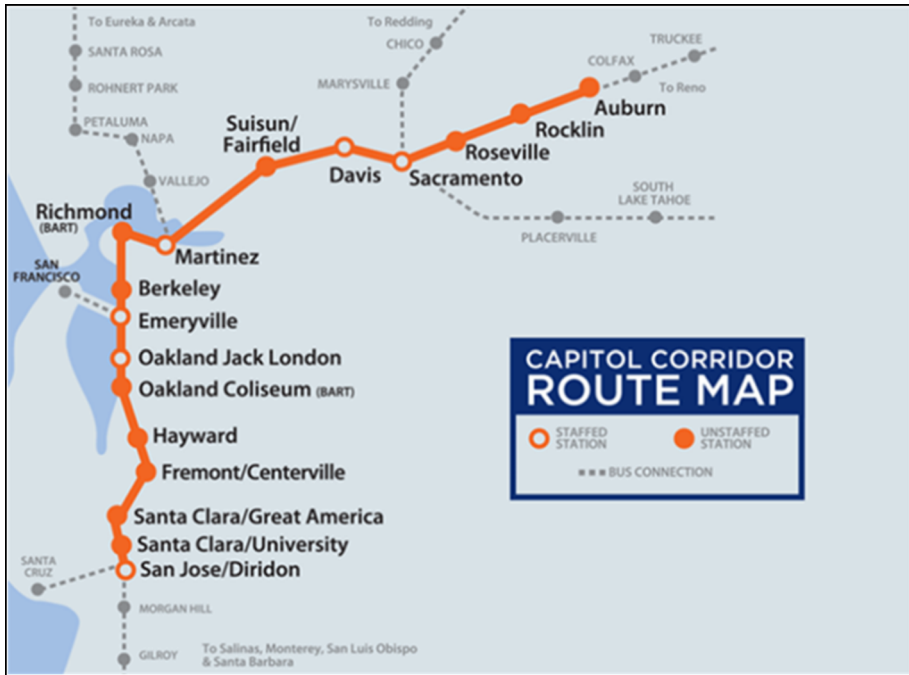 To Eureka & Arcata
SANTA ROSA
ROHNERT PARK
PETALUMA
NAPA
VALLEJO
To Redding
CHICO
MARYSVILLE
TRUCKEE
COLFAX
To Reno
Auburn
Rocklin
Roseville
Sacramento
Davis
Suisun/
Fairfield
SOUTH
LAKE TAHOE
PLACERVILLE
Richmond
(BART)
Martinez
SAN
FRANCISCO
Berkeley
Emeryville
Oakland Jack London
Oakland Coliseum (BART)
Hayward
Fremont/Centerville
Santa Clara/Great America
Santa Clara/University
San Jose/Diridon
SANTA
CRUZ
MORGAN HILL
GILROY
To Salinas, Monterey, San Luis Obispo
& Santa Barbara
CAPITOL CORRIDOR
ROUTE MAP
STAFFED
STATION
UNSTAFFED
STATION
BUS CONNECTION